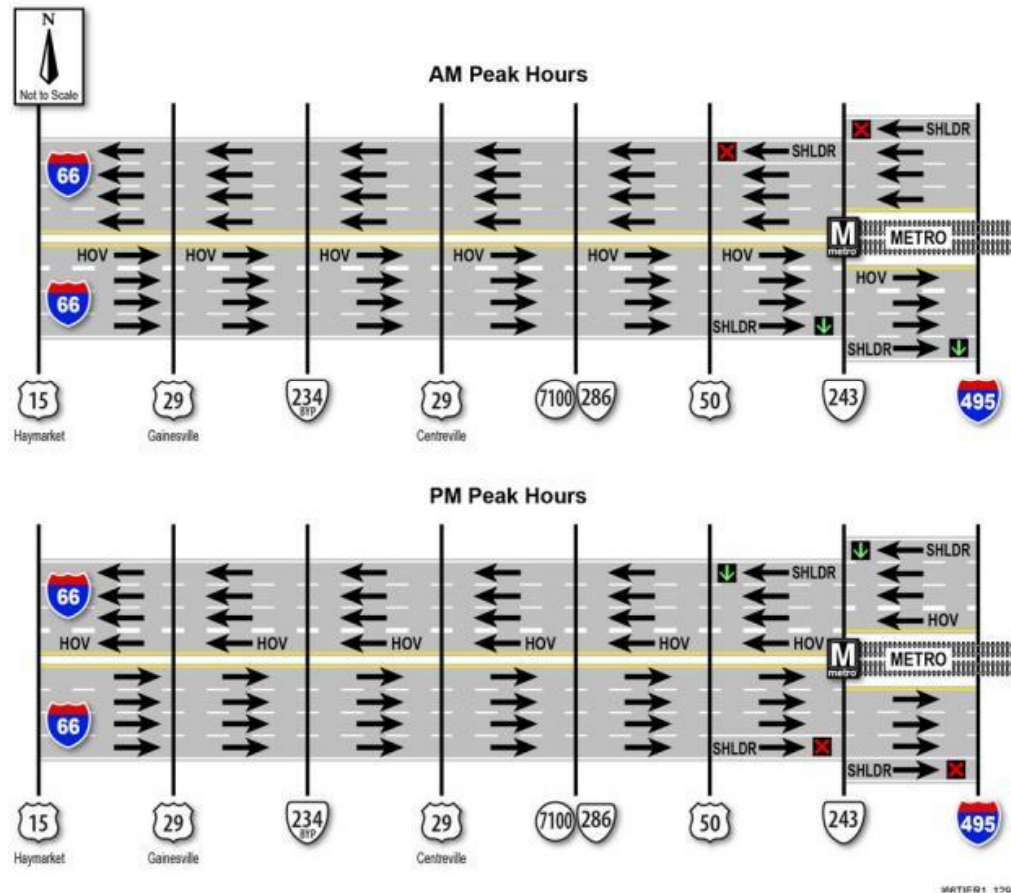 N
Not to Scale
AM Peak Hours
66
SHLDR
SHLDR
M
metro
METRO
HOV HOV HOV HOV HOV HOV
HOV
66
SHLDR
SHLDR
15 29 234 29 7100 286 50 243 495
BYP
Haymarket Gainesville Centreville
PM Peak Hours
66
SHLDR
SHLDR
HOV HOV HOV HOV HOV HOV
HOV
M
metro
METRO
66
SHLDR
SHLDR
15 29 234 29 7100 286 50 243 495
BYP
Haymarket Gainesville Centreville